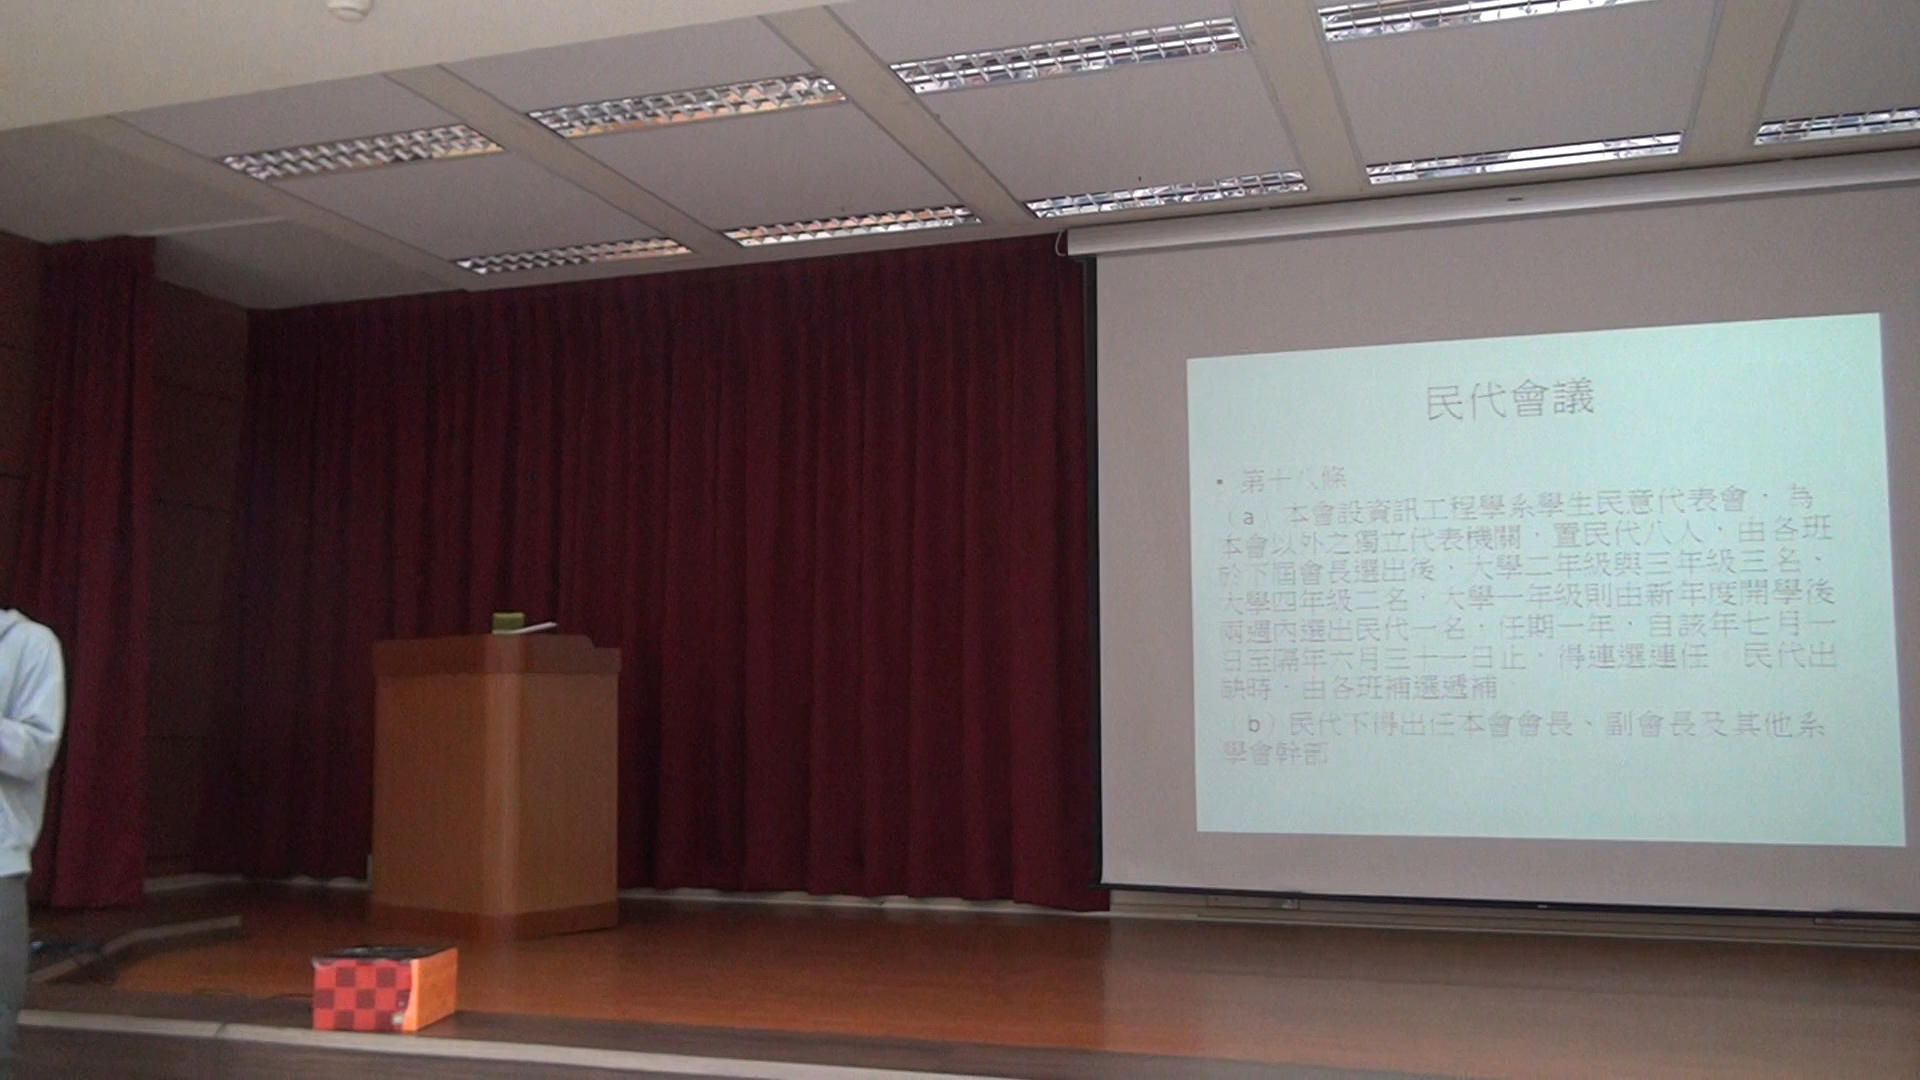 民代會議
• 第十八條
（a）本會設資訊工程學系學生民意代表會，為
本會以外之獨立代表機關，置民代八人，由各班
於下屆會長選出後，大學二年級與三年級三名、
大學四年級二名，大學一年級則由新年度開學後
兩週內選出民代一名，任期一年，自該年七月一
日至隔年六月三十一日止，得連選連任。民代出
缺時，由各班補選遞補。
（b）民代不得出任本會會長、副會長及其他系
學會幹部